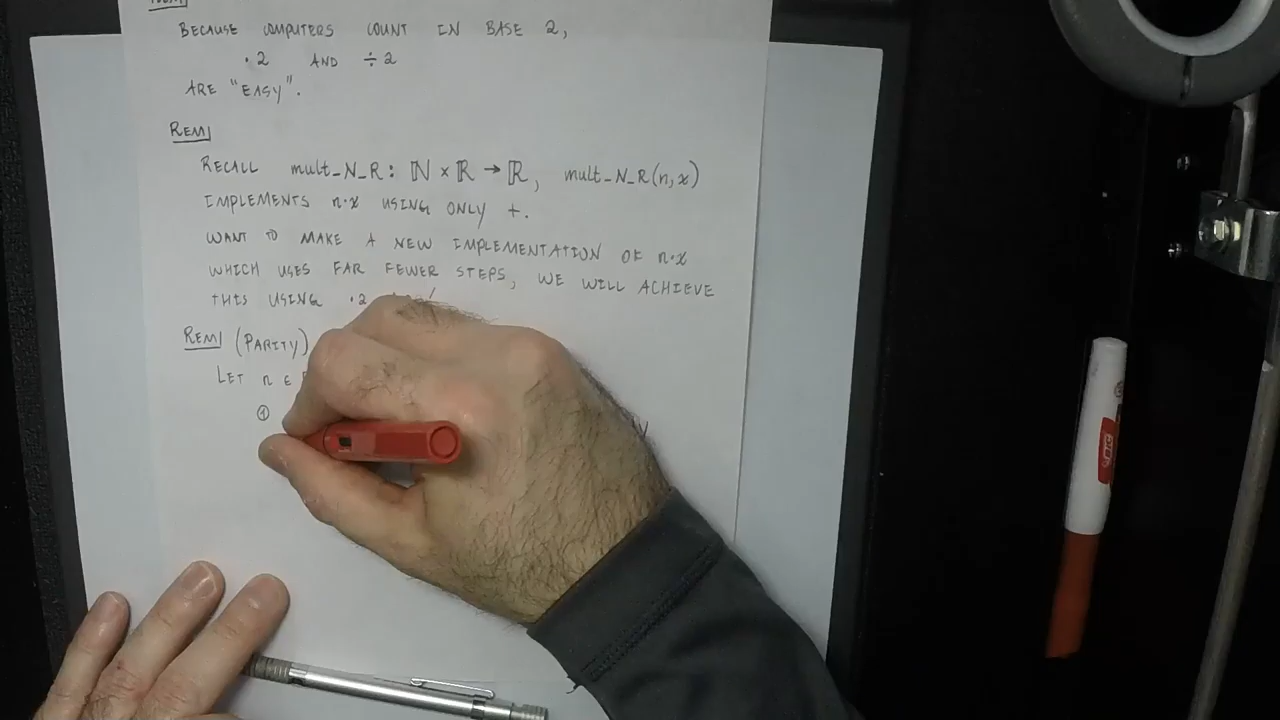 BECAUSE COMPUTERS COUNT IN BASE 2,
·2 AND ÷2
ARE "EASY".
REM
RECALL mult_N_R: ℕ × ℝ → ℝ, mult_N_R(n,x)
IMPLEMENTS n·x USING ONLY +.
WANT TO MAKE A NEW IMPLEMENTATION OF n·x
WHICH USES FAR FEWER STEPS, WE WILL ACHIEVE
THIS USING ·2
REM (PARITY)
LET n ∈
①